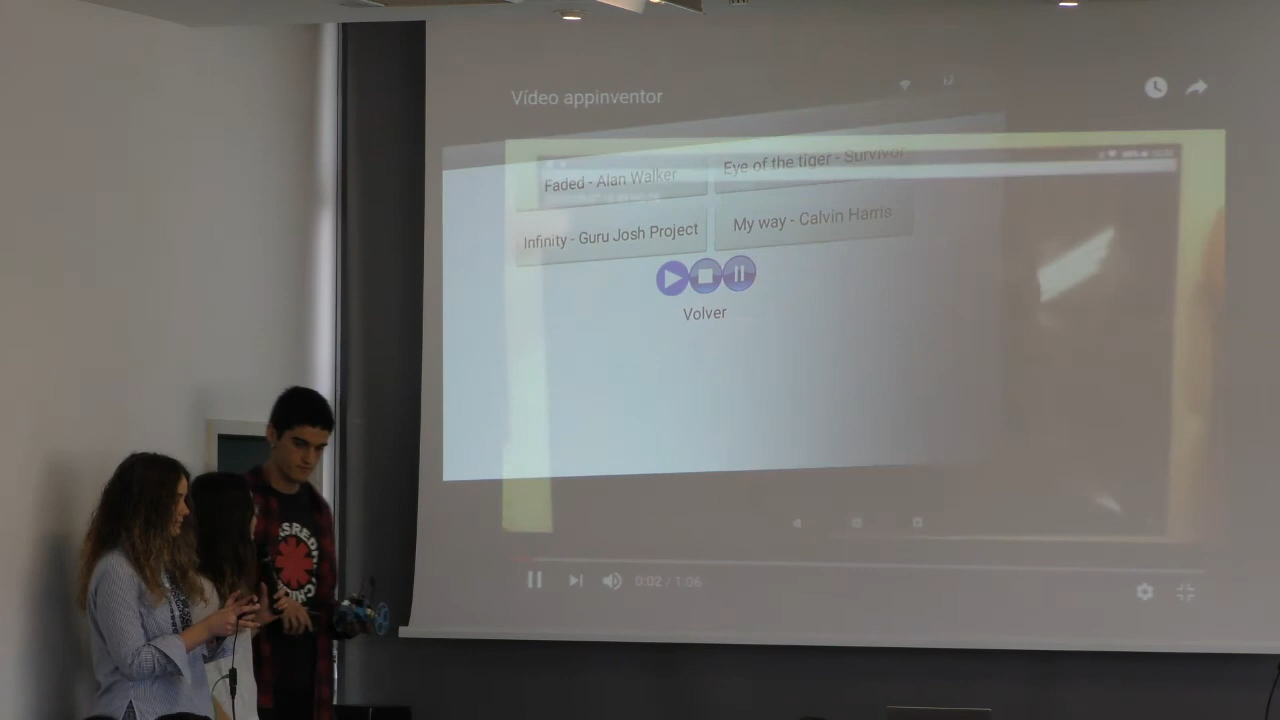 Vídeo appinventor
Faded - Alan Walker
Eye of the tiger - Survivor
Infinity - Guru Josh Project
My way - Calvin Harris
Volver
0:02 / 1:06